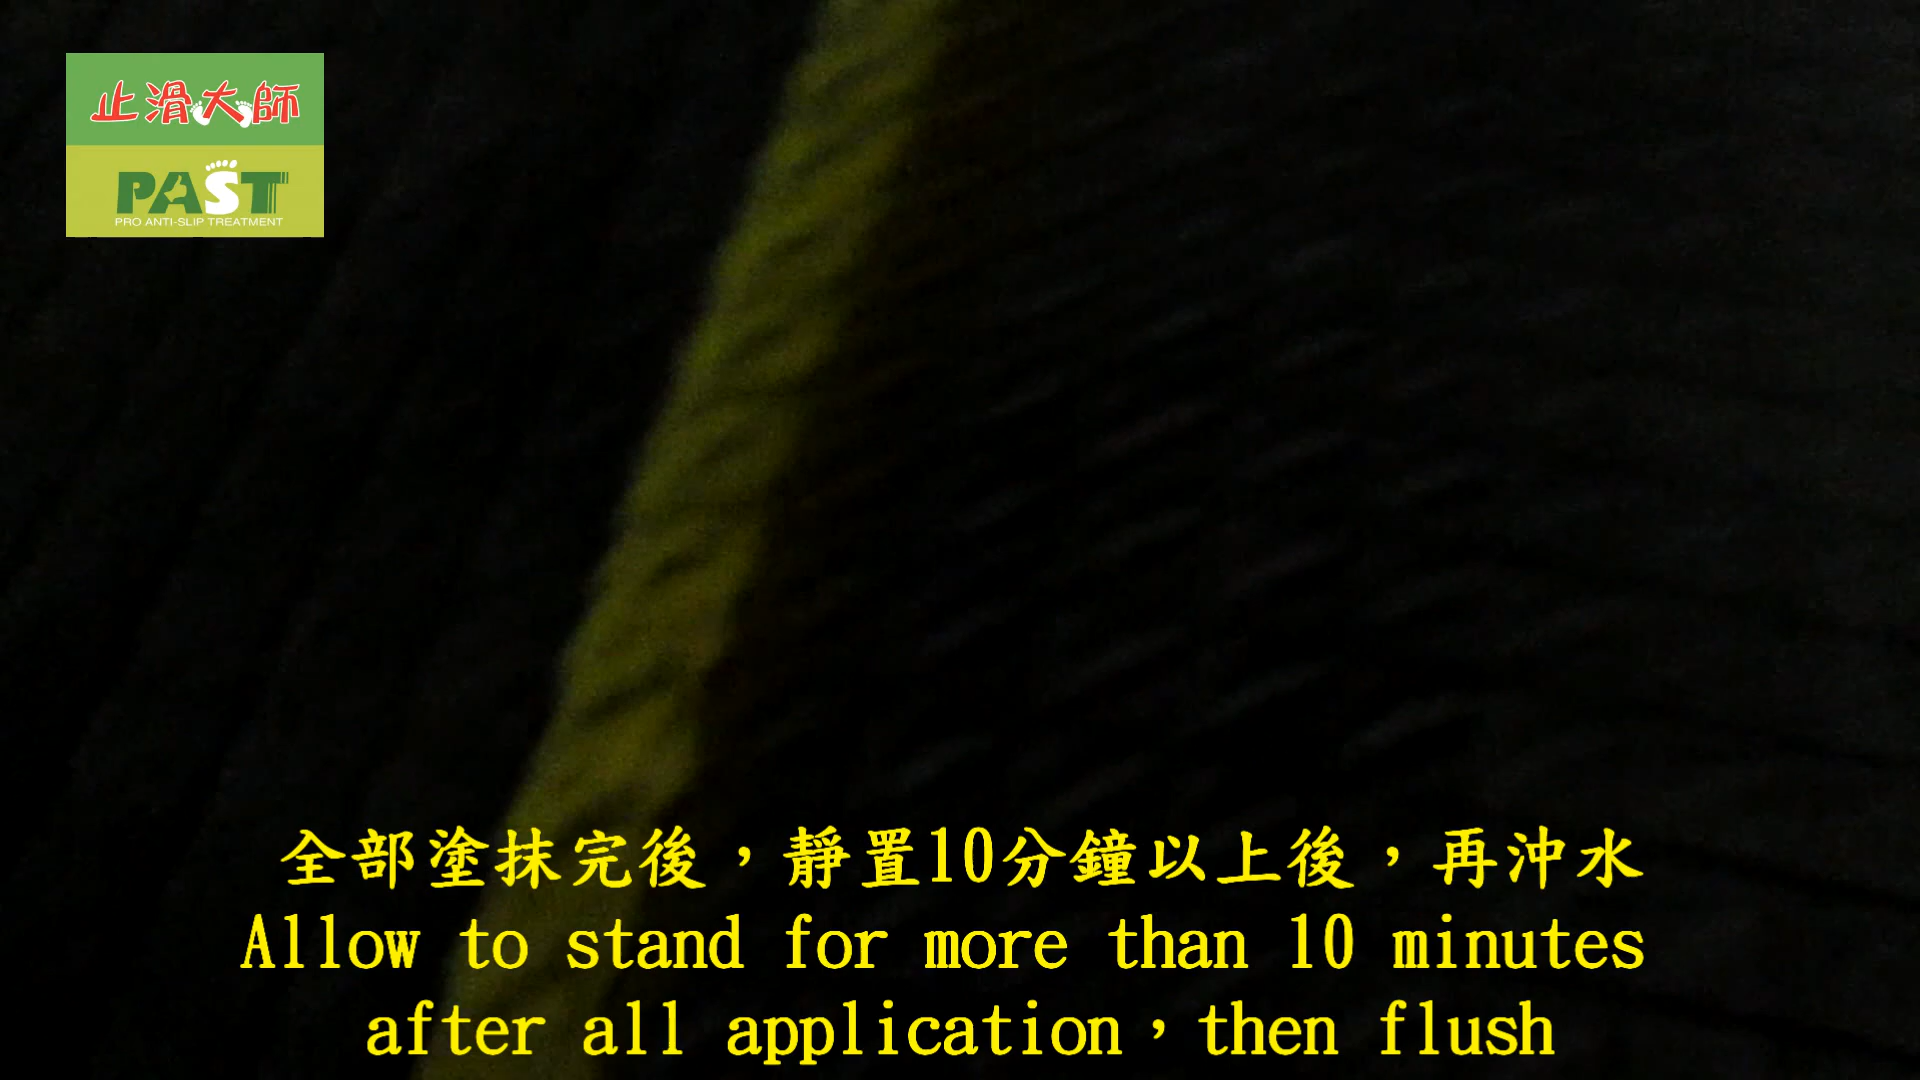 止滑大師
PAST
PRO ANTI-SLIP TREATMENT
全部塗抹完後，靜置10分鐘以上後，再沖水
Allow to stand for more than 10 minutes
after all application，then flush